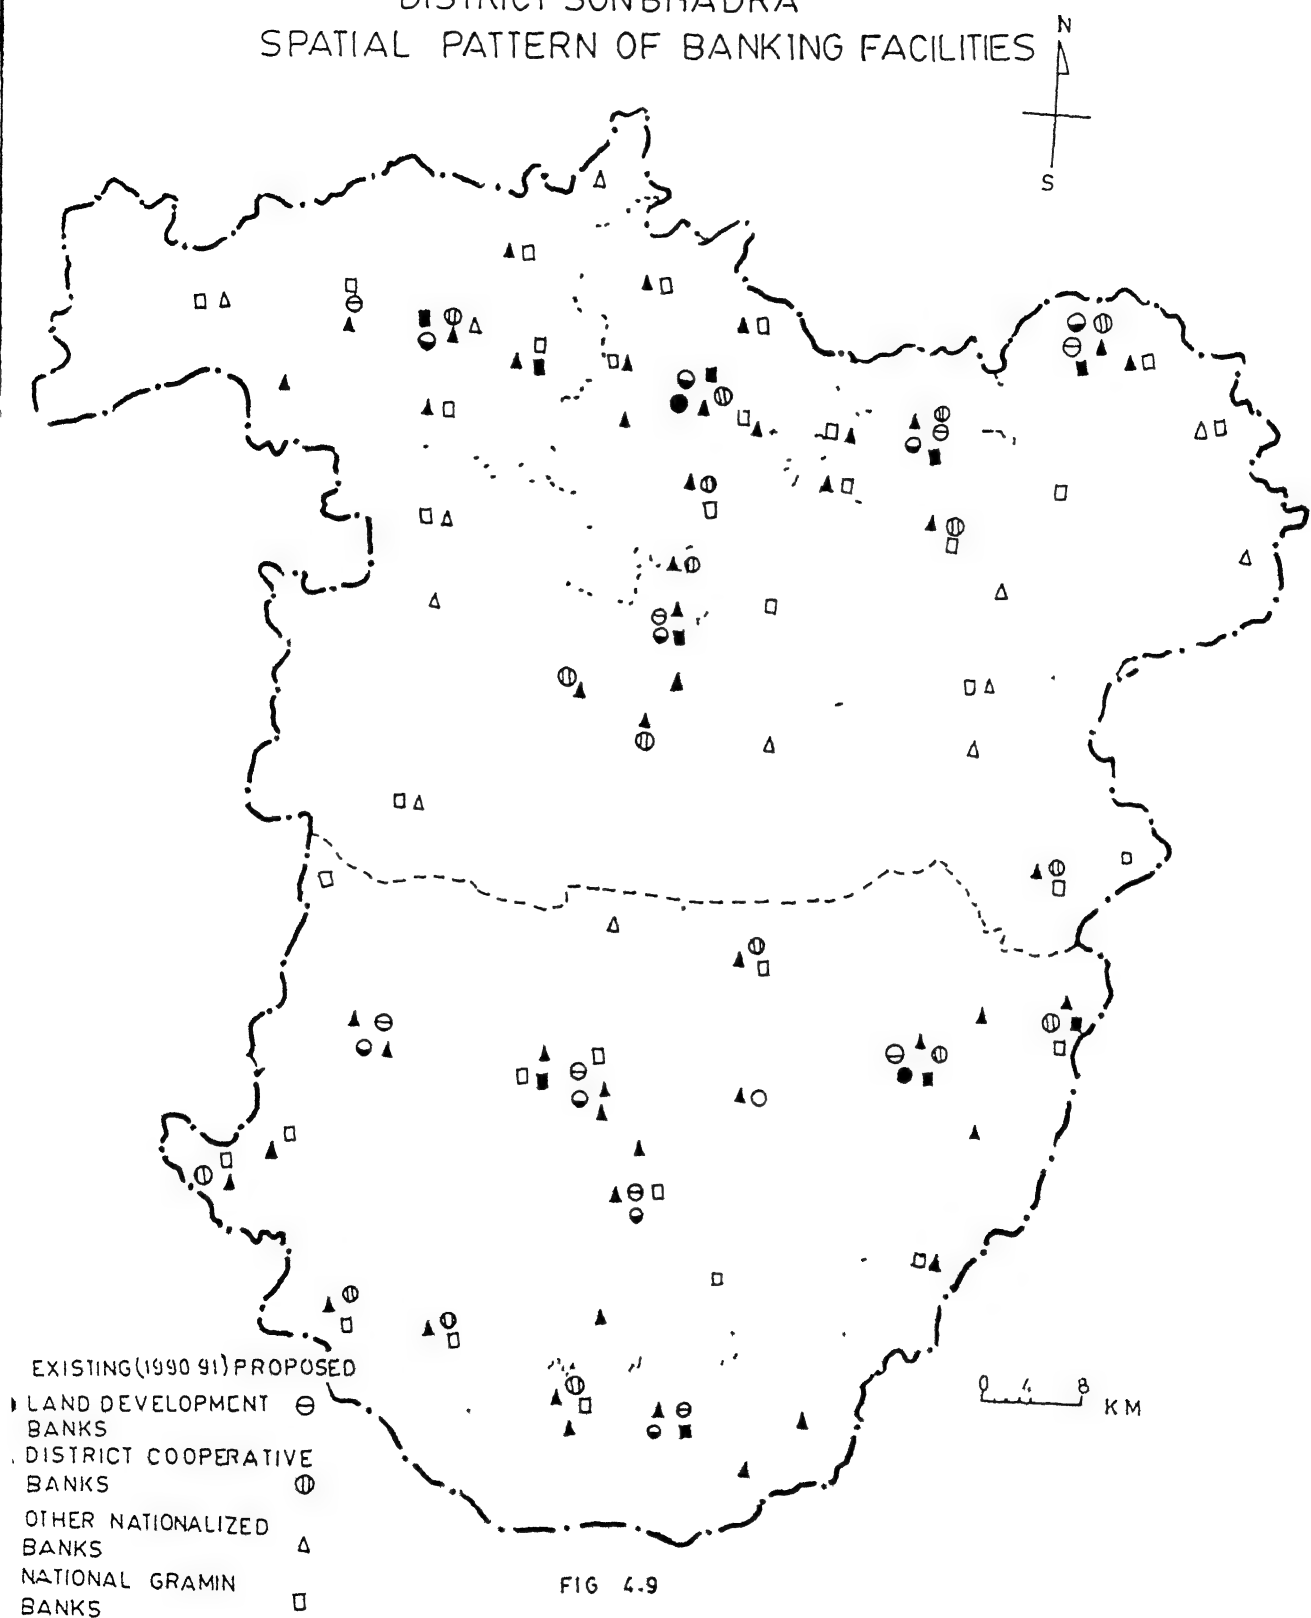 DISTRICT SONBHADRA
SPATIAL PATTERN OF BANKING FACILITIES
N
S
EXISTING(1990 91) PROPOSED
LAND DEVELOPMENT
BANKS
DISTRICT COOPERATIVE
BANKS
OTHER NATIONALIZED
BANKS
NATIONAL GRAMIN
BANKS
0 4 8
KM
FIG 4.9